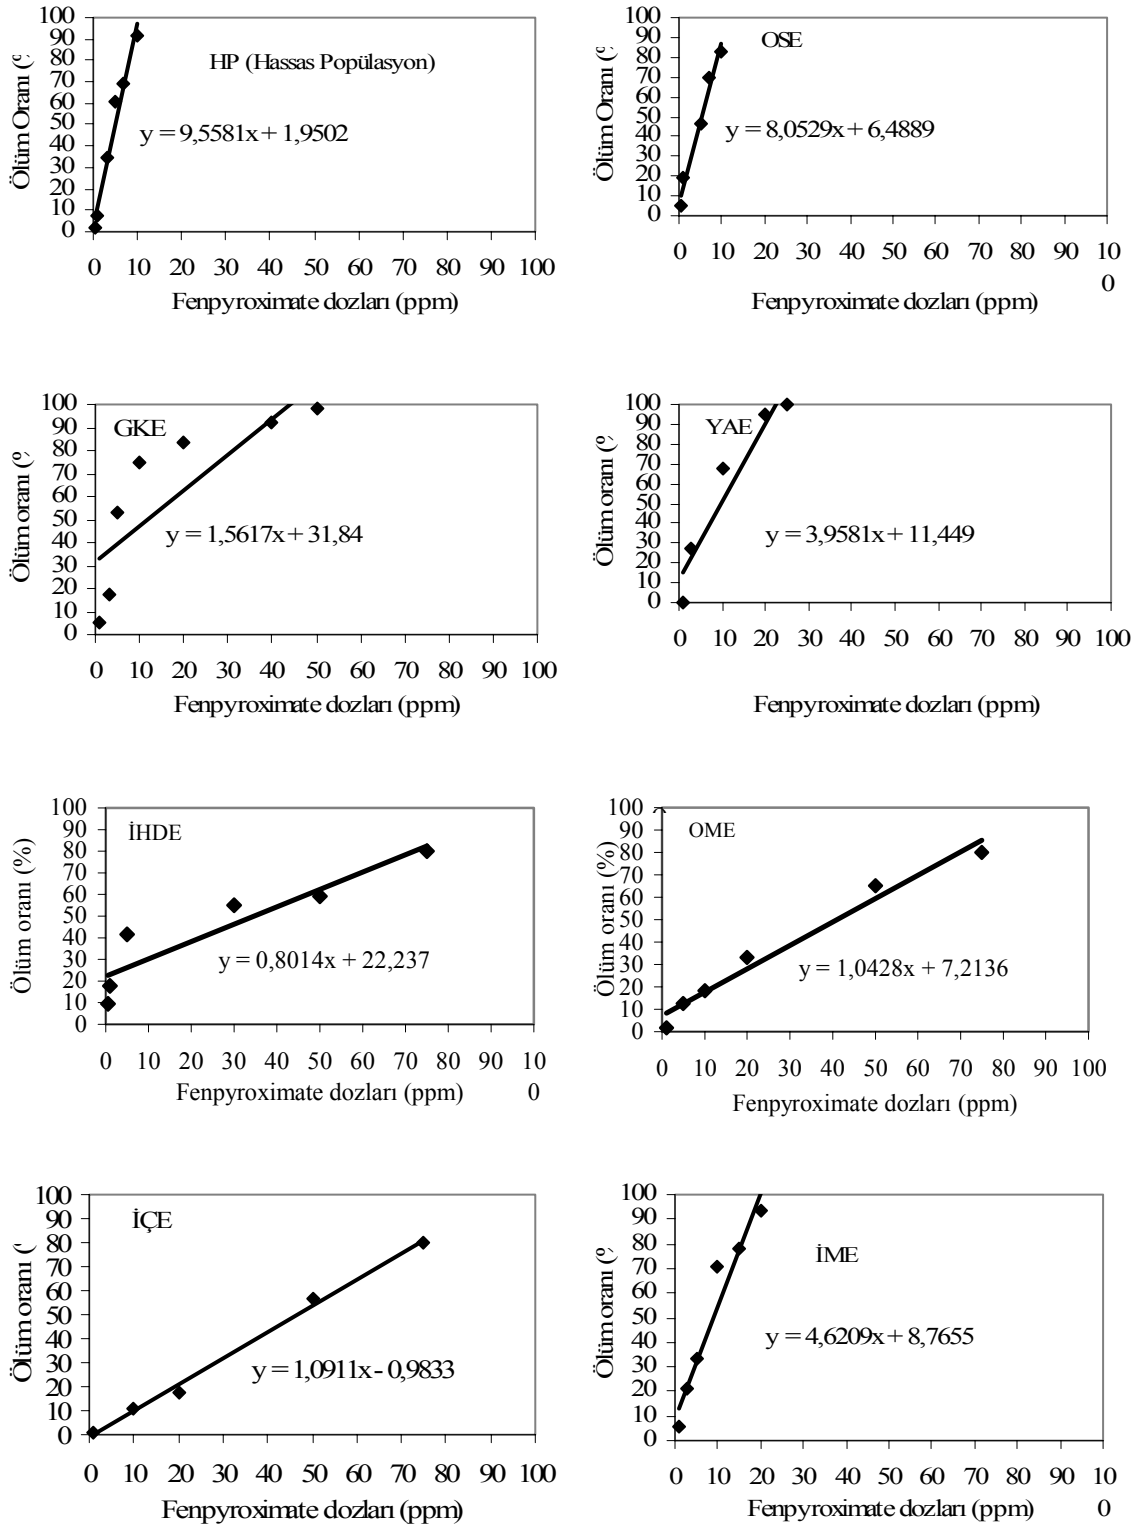 100
90
80
70
60
50
40
30
20
10
0
Ölüm Oranı (%
HP (Hassas Popülasyon)
y = 9,5581x + 1,9502
0 10 20 30 40 50 60 70 80 90 100
Fenpyroximate dozları (ppm)
100
90
80
70
60
50
40
30
20
10
0
Ölüm Oranı (%
OSE
y = 8,0529x + 6,4889
0 10 20 30 40 50 60 70 80 90 10
0
Fenpyroximate dozları (ppm)
100
90
80
70
60
50
40
30
20
10
0
Ölüm oranı (%
GKE
y = 1,5617x + 31,84
0 10 20 30 40 50 60 70 80 90 100
Fenpyroximate dozları (ppm)
100
90
80
70
60
50
40
30
20
10
0
Ölüm oranı (%
YAE
y = 3,9581x + 11,449
0 10 20 30 40 50 60 70 80 90 100
Fenpyroximate dozları (ppm)
100
90
80
70
60
50
40
30
20
10
0
Ölüm oranı (%)
İHDE
y = 0,8014x + 22,237
0 10 20 30 40 50 60 70 80 90 10
0
Fenpyroximate dozları (ppm)
100
90
80
70
60
50
40
30
20
10
0
Ölüm oranı (%)
OME
y = 1,0428x + 7,2136
0 10 20 30 40 50 60 70 80 90 100
Fenpyroximate dozları (ppm)
100
90
80
70
60
50
40
30
20
10
0
Ölüm oranı (
İÇE
y = 1,0911x - 0,9833
0 10 20 30 40 50 60 70 80 90 100
Fenpyroximate dozları (ppm)
100
90
80
70
60
50
40
30
20
10
0
Ölüm oranı (%
İME
y = 4,6209x + 8,7655
0 10 20 30 40 50 60 70 80 90 10
0
Fenpyroximate dozları (ppm)